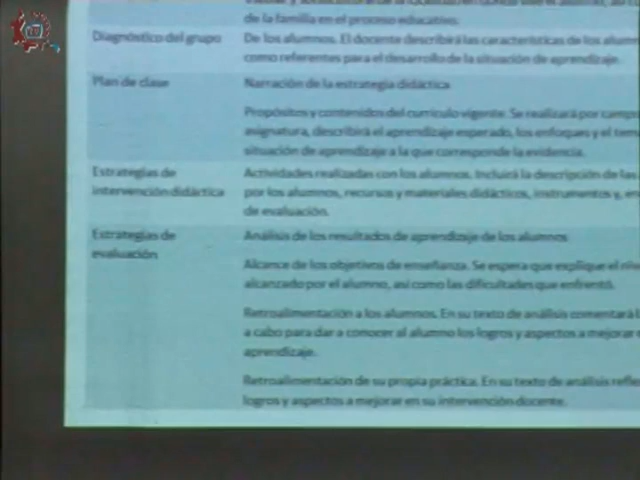 de la familia en el proceso educativo.
Diagnóstico del grupo
De los alumnos. El docente describirá las características de los alumnos
como referentes para el desarrollo de la situación de aprendizaje.
Plan de clase
Narración de la estrategia didáctica
Propósitos y contenidos del currículo vigente. Se realizará por campo
asignatura, describirá el aprendizaje esperado, los enfoques y el tem
situación de aprendizaje a la que corresponde la evidencia.
Estrategias de
intervención didáctica
Actividades realizadas con los alumnos. Incluirá la descripción de las
por los alumnos, recursos y materiales didácticos, instrumentos y, en
de evaluación.
Estrategias de
evaluación
Análisis de los resultados de aprendizaje de los alumnos
Alcance de los objetivos de enseñanza. Se espera que explique el niv
alcanzado por el alumno, así como las dificultades que enfrentó.
Retroalimentación a los alumnos. En su texto de análisis comentará l
a cabo para dar a conocer al alumno los logros y aspectos a mejorar
aprendizaje.
Retroalimentación de su propia práctica. En su texto de análisis refle
logros y aspectos a mejorar en su intervención docente.